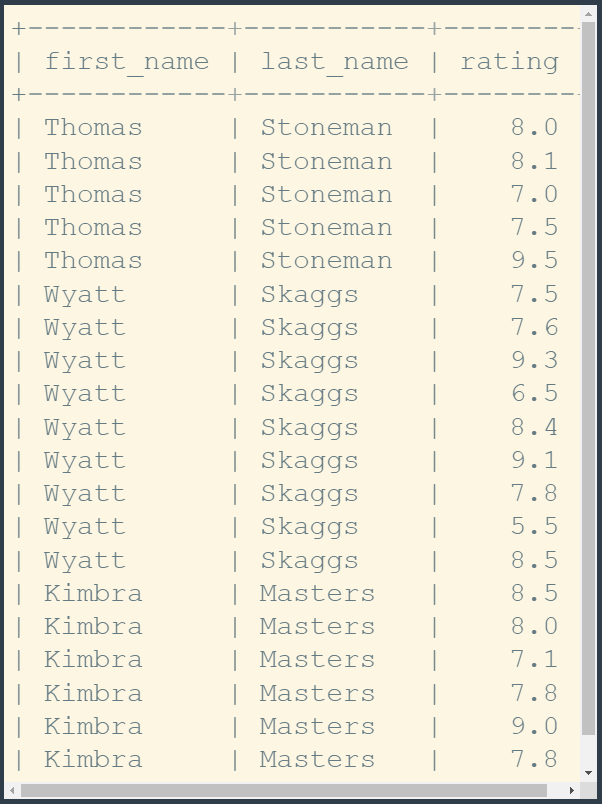 +------------+-----------+--------
| first_name | last_name | rating
+------------+-----------+--------
| Thomas     | Stoneman  |    8.0
| Thomas     | Stoneman  |    8.1
| Thomas     | Stoneman  |    7.0
| Thomas     | Stoneman  |    7.5
| Thomas     | Stoneman  |    9.5
| Wyatt      | Skaggs    |    7.5
| Wyatt      | Skaggs    |    7.6
| Wyatt      | Skaggs    |    9.3
| Wyatt      | Skaggs    |    6.5
| Wyatt      | Skaggs    |    8.4
| Wyatt      | Skaggs    |    9.1
| Wyatt      | Skaggs    |    7.8
| Wyatt      | Skaggs    |    5.5
| Wyatt      | Skaggs    |    8.5
| Kimbra     | Masters   |    8.5
| Kimbra     | Masters   |    8.0
| Kimbra     | Masters   |    7.1
| Kimbra     | Masters   |    7.8
| Kimbra     | Masters   |    9.0
| Kimbra     | Masters   |    7.8